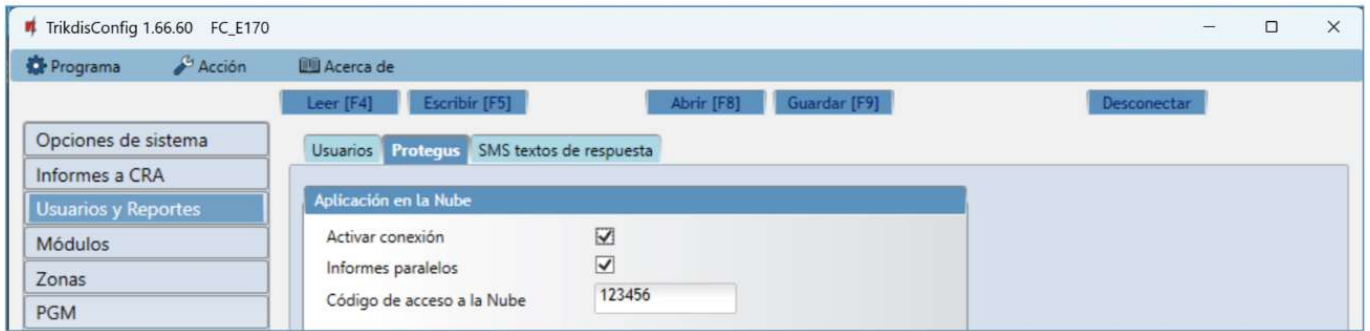 TrikdisConfig 1.66.60 FC_E170
Programa Acción Acerca de
Leer [F4] Escribir [F5] Abrir [F8] Guardar [F9] Desconectar
Opciones de sistema
Informes a CRA
Usuarios y Reportes
Módulos
Zonas
PGM
Usuarios Protegus SMS textos de respuesta
Aplicación en la Nube
Activar conexión
Informes paralelos
Código de acceso a la Nube 123456